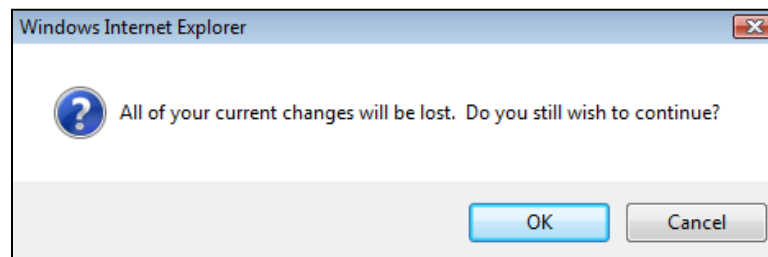 Windows Internet Explorer
All of your current changes will be lost.  Do you still wish to continue?
OK
Cancel